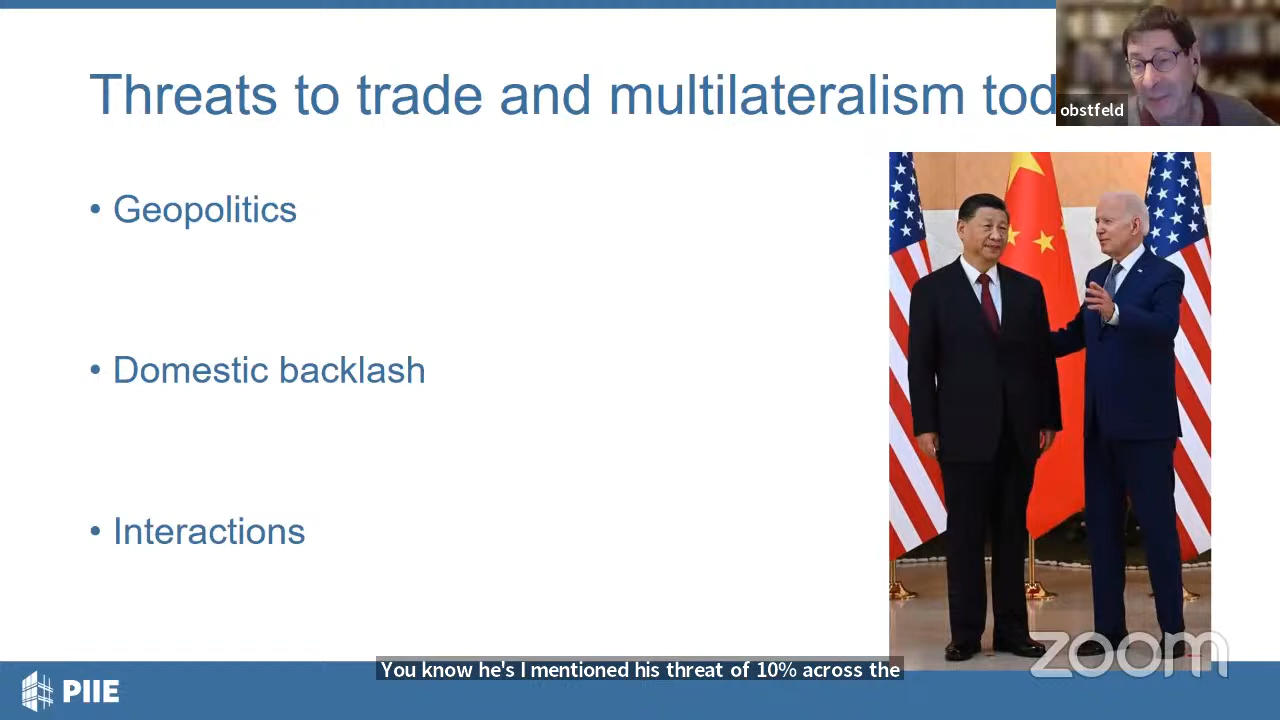 Threats to trade and multilateralism tod
obstfeld
• Geopolitics
• Domestic backlash
• Interactions
zoom
You know he's I mentioned his threat of 10% across the
PIIE